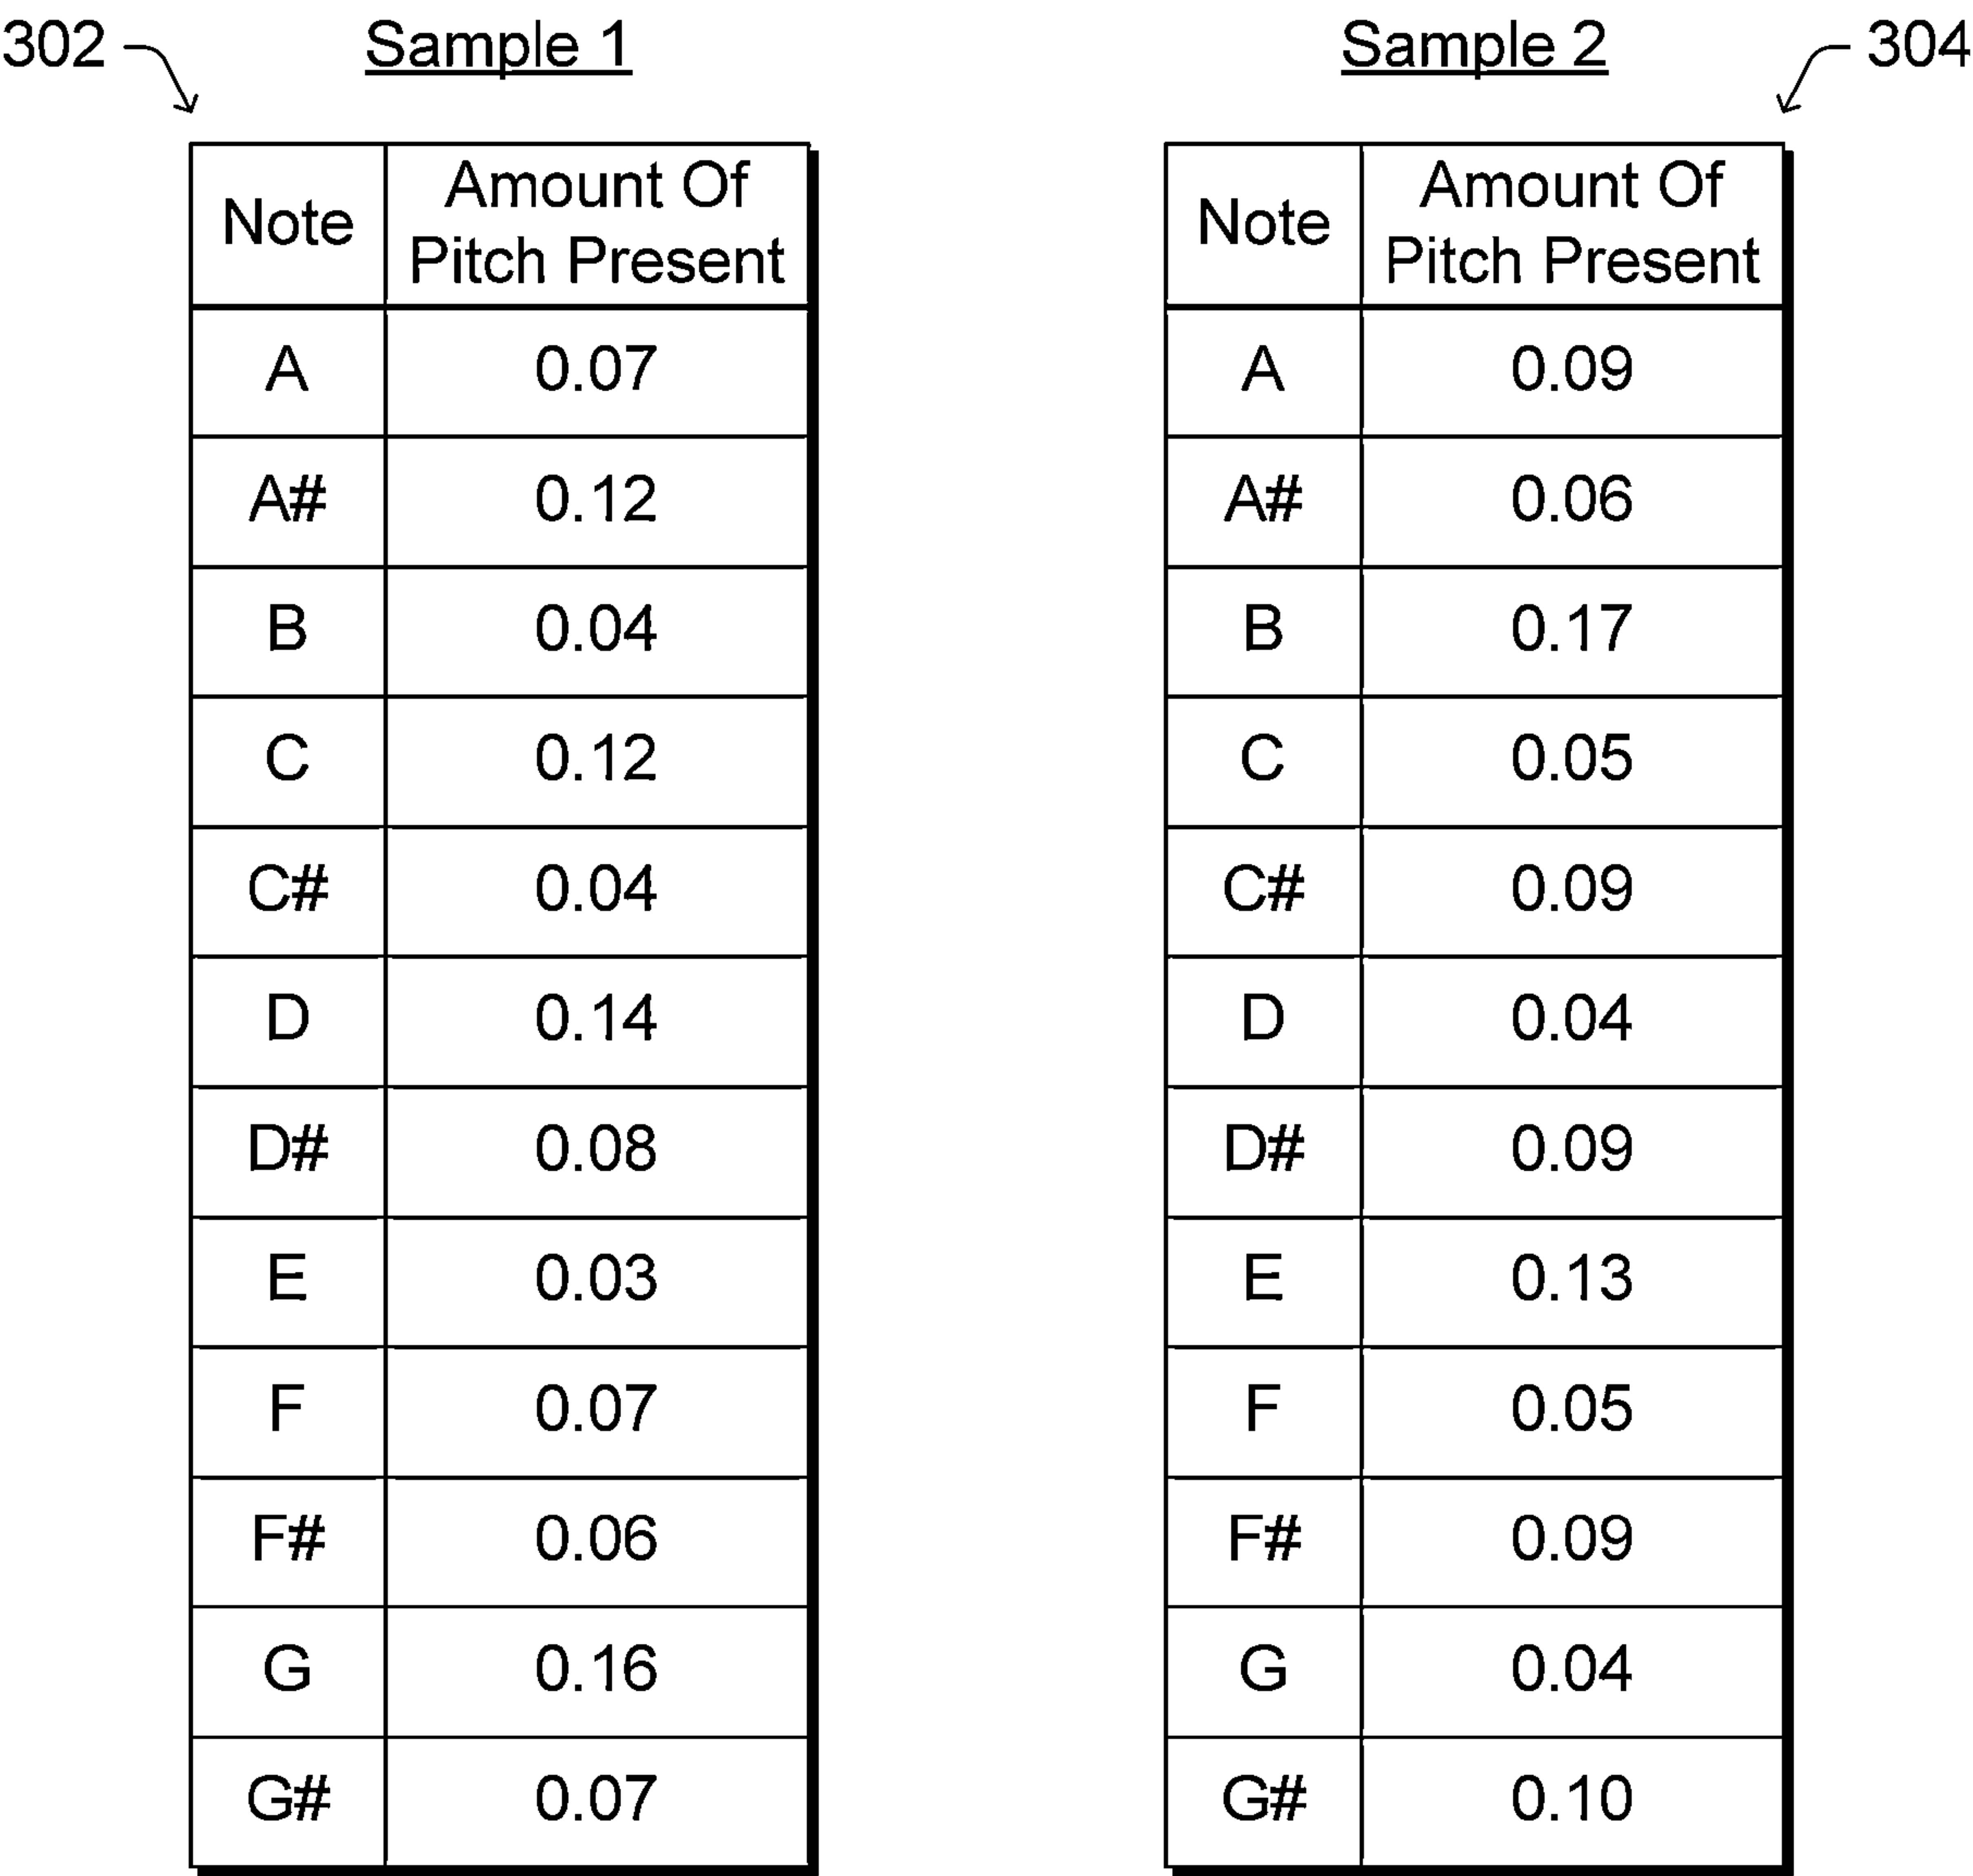 302 Sample 1
Note Amount Of
Pitch Present
A 0.07
A# 0.12
B 0.04
C 0.12
C# 0.04
D 0.14
D# 0.08
E 0.03
F 0.07
F# 0.06
G 0.16
G# 0.07
Sample 2 304
Note Amount Of
Pitch Present
A 0.09
A# 0.06
B 0.17
C 0.05
C# 0.09
D 0.04
D# 0.09
E 0.13
F 0.05
F# 0.09
G 0.04
G# 0.10